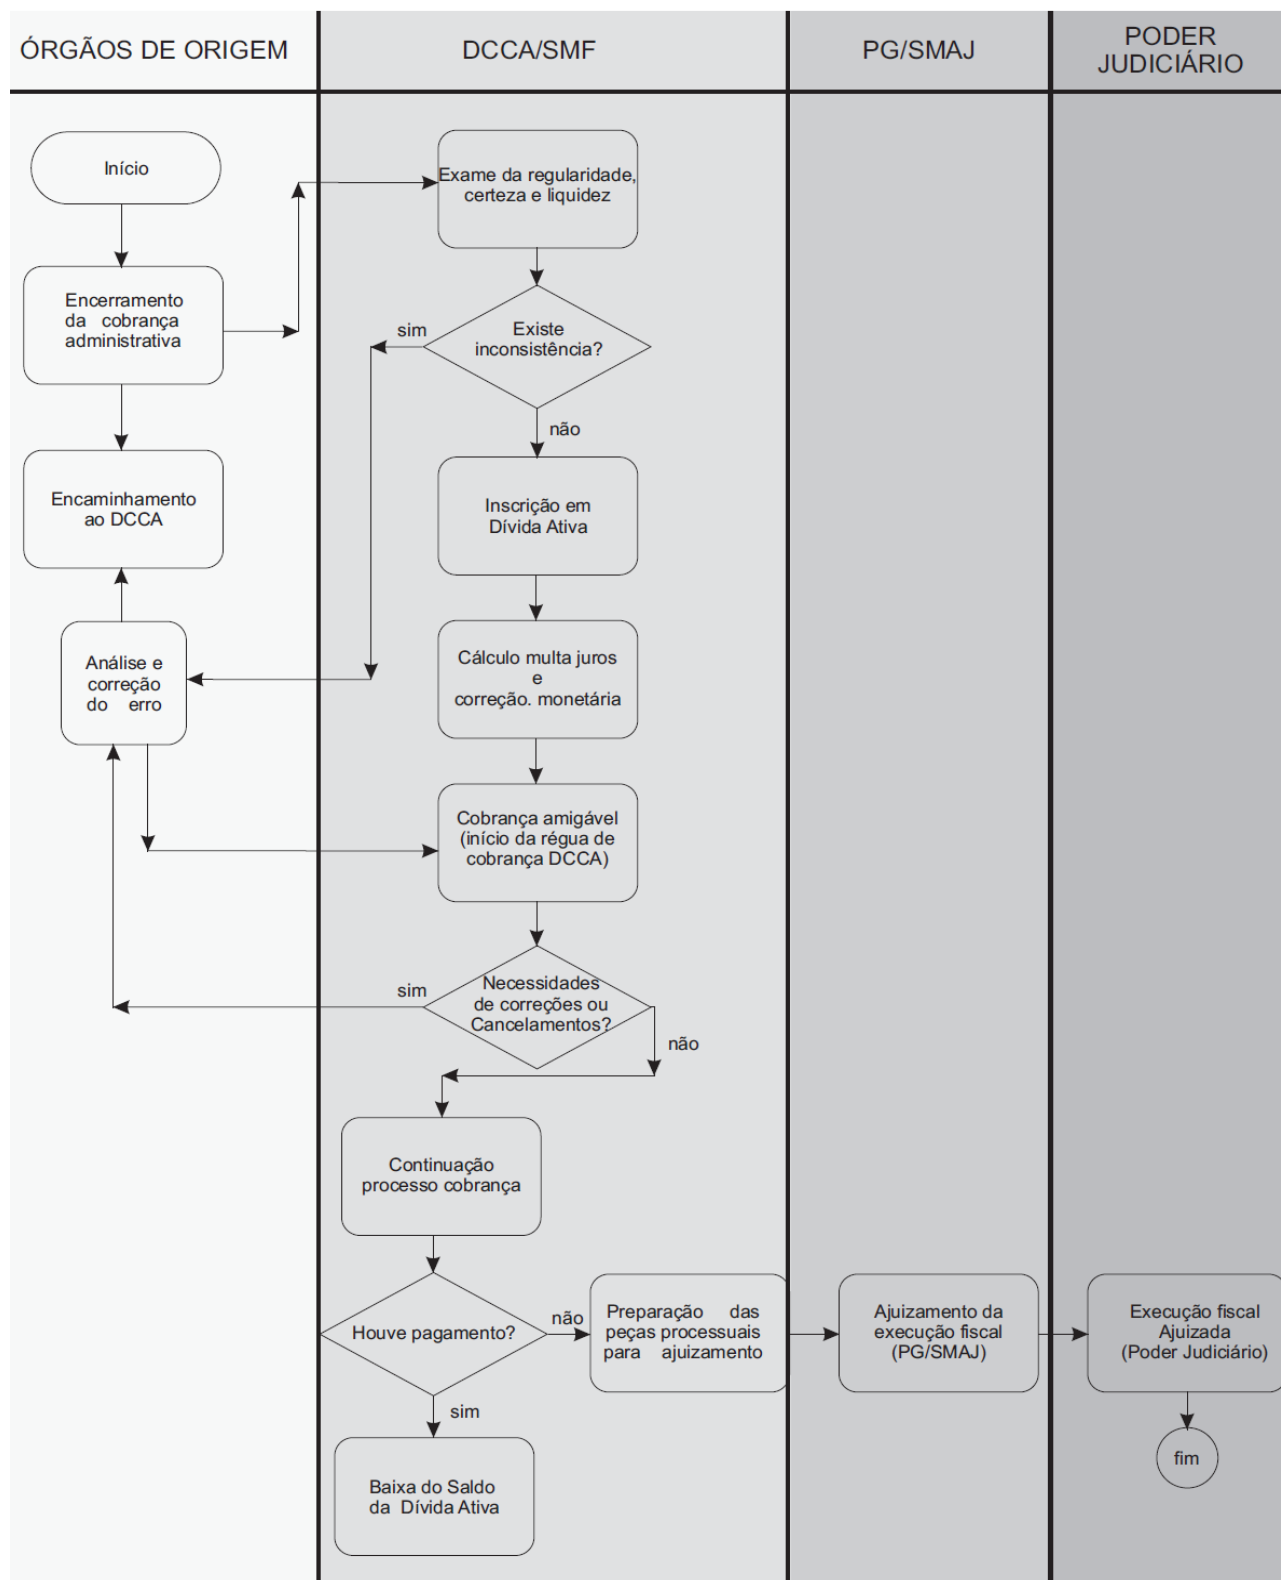 ÓRGÃOS DE ORIGEM
DCCA/SMF
PG/SMAJ
PODER
JUDICIÁRIO
Início
Encerramento
da cobrança
administrativa
Encaminhamento
ao DCCA
Análise e
correção
do erro
Exame da regularidade,
certeza e liquidez
Existe
inconsistência?
sim
não
Inscrição em
Dívida Ativa
Cálculo multa juros
e
correção. monetária
Cobrança amigável
(início da régua de
cobrança DCCA)
Necessidades
de correções ou
Cancelamentos?
sim
não
Continuação
processo cobrança
Houve pagamento?
não
sim
Preparação das
peças processuais
para ajuizamento
Baixa do Saldo
da Dívida Ativa
Ajuizamento da
execução fiscal
(PG/SMAJ)
Execução fiscal
Ajuizada
(Poder Judiciário)
fim